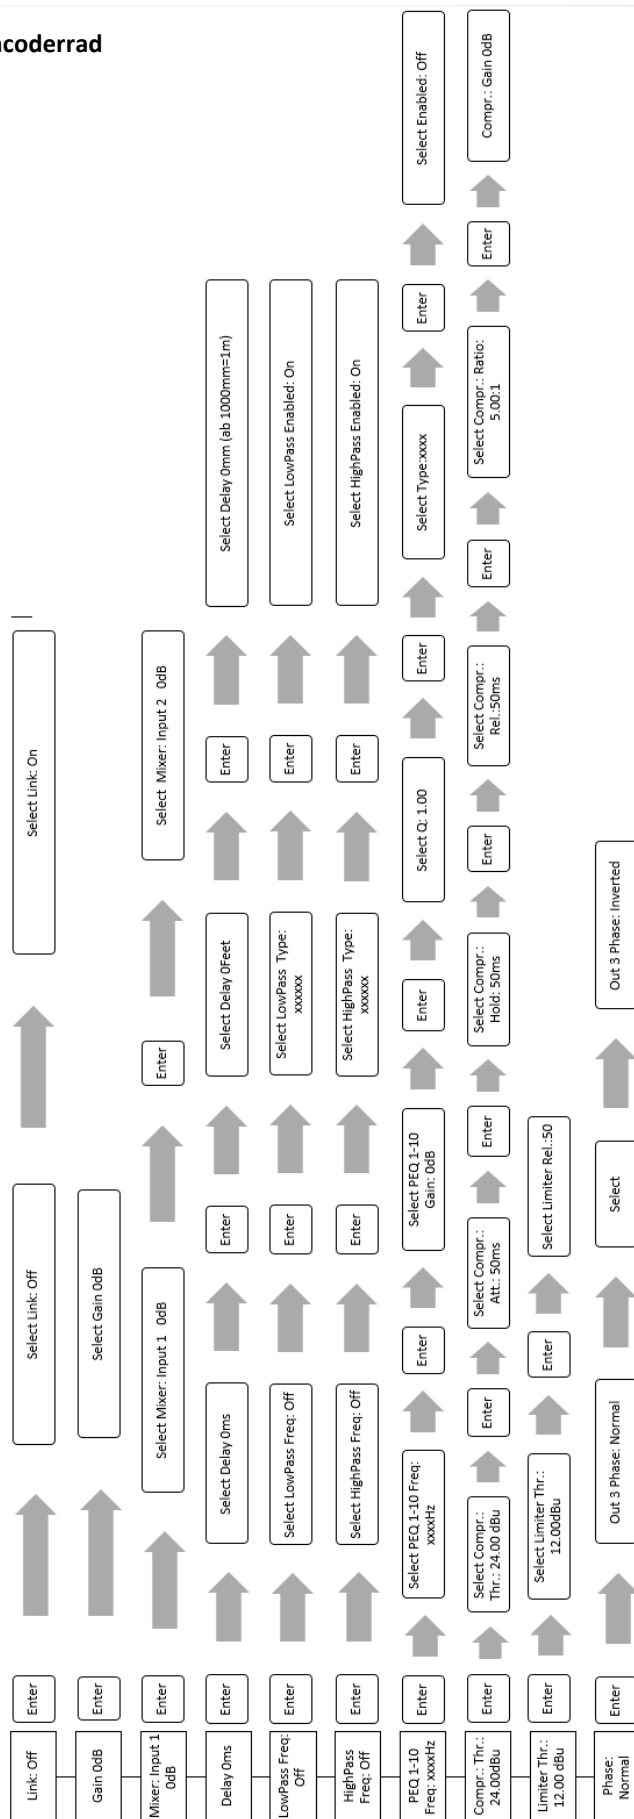 ncoderrad
Link: Off
Enter
Select Link: Off
Select Link: On
Gain 0dB
Enter
Select Gain 0dB
Mixer: Input 1
0dB
Enter
Select Mixer: Input 1 0dB
Enter
Select Mixer: Input 2 0dB
Delay 0ms
Enter
Select Delay 0ms
Enter
Select Delay 0Feet
Enter
Select Delay 0mm (ab 1000mm=1m)
LowPass Freq:
Off
Enter
Select LowPass Freq: Off
Enter
Select LowPass Type:
xxxxxx
Enter
Select LowPass Enabled: On
HighPass
Freq: Off
Enter
Select HighPass Freq: Off
Enter
Select HighPass Type:
xxxxxx
Enter
Select HighPass Enabled: On
PEQ 1-10
Freq: xxxxHz
Enter
Select PEQ 1-10 Freq:
xxxxHz
Enter
Select PEQ 1-10
Gain: 0dB
Enter
Select Q: 1.00
Enter
Select Type:xxxx
Enter
Select Enabled: Off
Compr.: Thr.:
24.00dBu
Enter
Select Compr.:
Thr.: 24.00 dBu
Enter
Select Compr.:
Att.: 50ms
Enter
Select Compr.:
Hold: 50ms
Enter
Select Compr.:
Rel.:50ms
Enter
Select Compr.: Ratio:
5.00:1
Enter
Compr.: Gain 0dB
Limiter Thr.:
12.00 dBu
Enter
Select Limiter Thr.:
12.00dBu
Enter
Select Limiter Rel.:50
Phase:
Normal
Enter
Out 3 Phase: Normal
Select
Out 3 Phase: Inverted